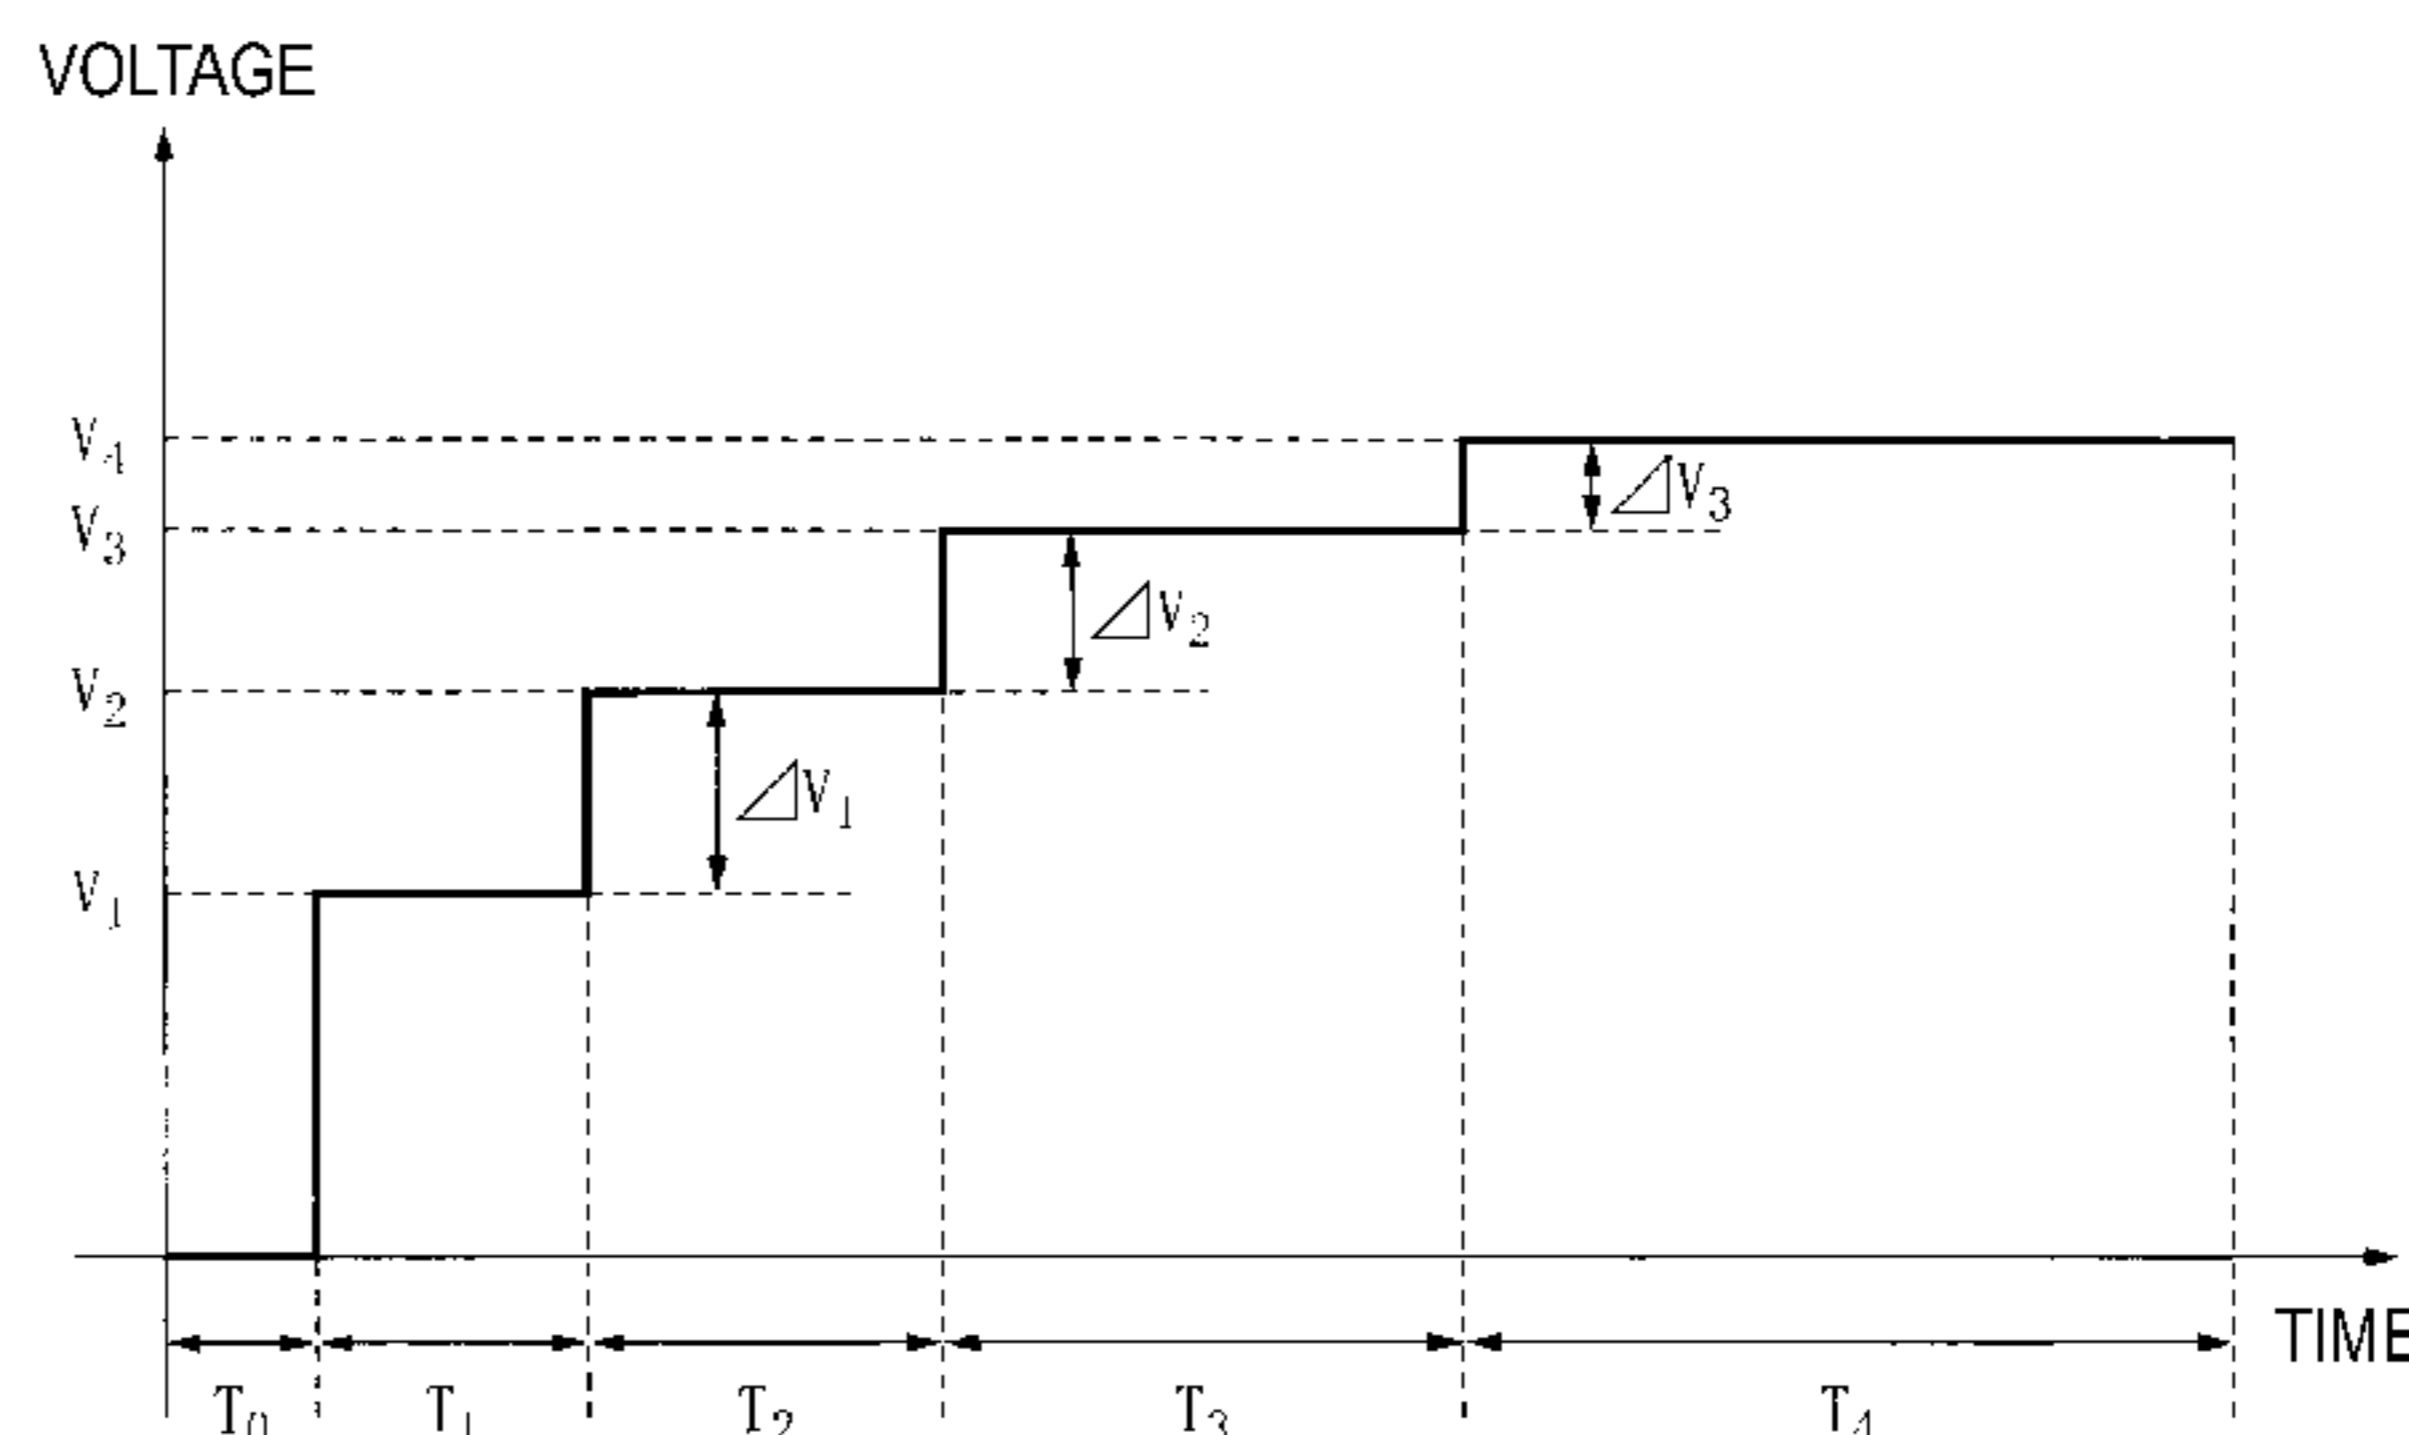 VOLTAGE
V4
V3
V2
V1
⊿V3
⊿V2
⊿V1
TIME
T0 T1 T2 T3 T4